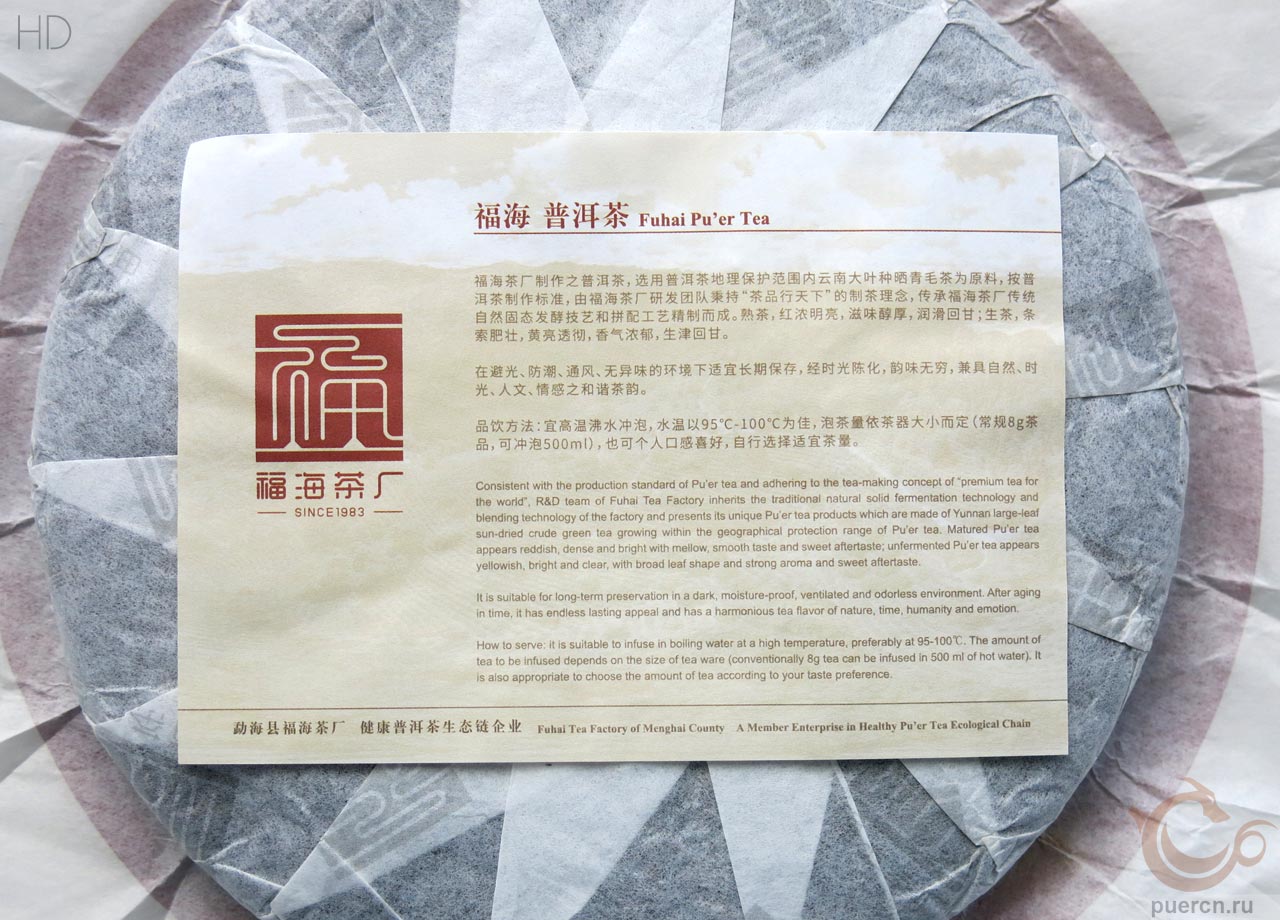 HD
福海 普洱茶 Fuhai Pu’er Tea
福海茶厂制作之普洱茶，选用普洱茶地理保护范围内云南大叶种晒青毛茶为原料，按普
洱茶制作标准，由福海茶厂研发团队秉持“茶品行天下”的制茶理念，传承福海茶厂传统
自然固态发酵技艺和拼配工艺精制而成。熟茶，红浓明亮，滋味醇厚，润滑回甘；生茶，条
索肥壮，黄亮透彻，香气浓郁，生津回甘。
在避光、防潮、通风、无异味的环境下适宜长期保存，经时光陈化，韵味无穷，兼具自然、时
光、人文、情感之和谐茶韵。
品饮方法：宜高温沸水冲泡，水温以95℃-100℃为佳，泡茶量依茶器大小而定（常规8g茶
品，可冲泡500ml），也可个人口感喜好，自行选择适宜茶量。
福海茶厂
SINCE1983
Consistent with the production standard of Pu’er tea and adhering to the tea-making concept of “premium tea for
the world”, R&D team of Fuhai Tea Factory inherits the traditional natural solid fermentation technology and
blending technology of the factory and presents its unique Pu’er tea products which are made of Yunnan large-leaf
sun-dried crude green tea growing within the geographical protection range of Pu’er tea. Matured Pu’er tea
appears reddish, dense and bright with mellow, smooth taste and sweet aftertaste; unfermented Pu’er tea appears
yellowish, bright and clear, with broad leaf shape and strong aroma and sweet aftertaste.
It is suitable for long-term preservation in a dark, moisture-proof, ventilated and odorless environment. After aging
in time, it has endless lasting appeal and has a harmonious tea flavor of nature, time, humanity and emotion.
How to serve: it is suitable to infuse in boiling water at a high temperature, preferably at 95-100℃. The amount of
tea to be infused depends on the size of tea ware (conventionally 8g tea can be infused in 500 ml of hot water). It
is also appropriate to choose the amount of tea according to your taste preference.
勐海县福海茶厂 健康普洱茶生态链企业 Fuhai Tea Factory of Menghai County A Member Enterprise in Healthy Pu’er Tea Ecological Chain
puercn.ru